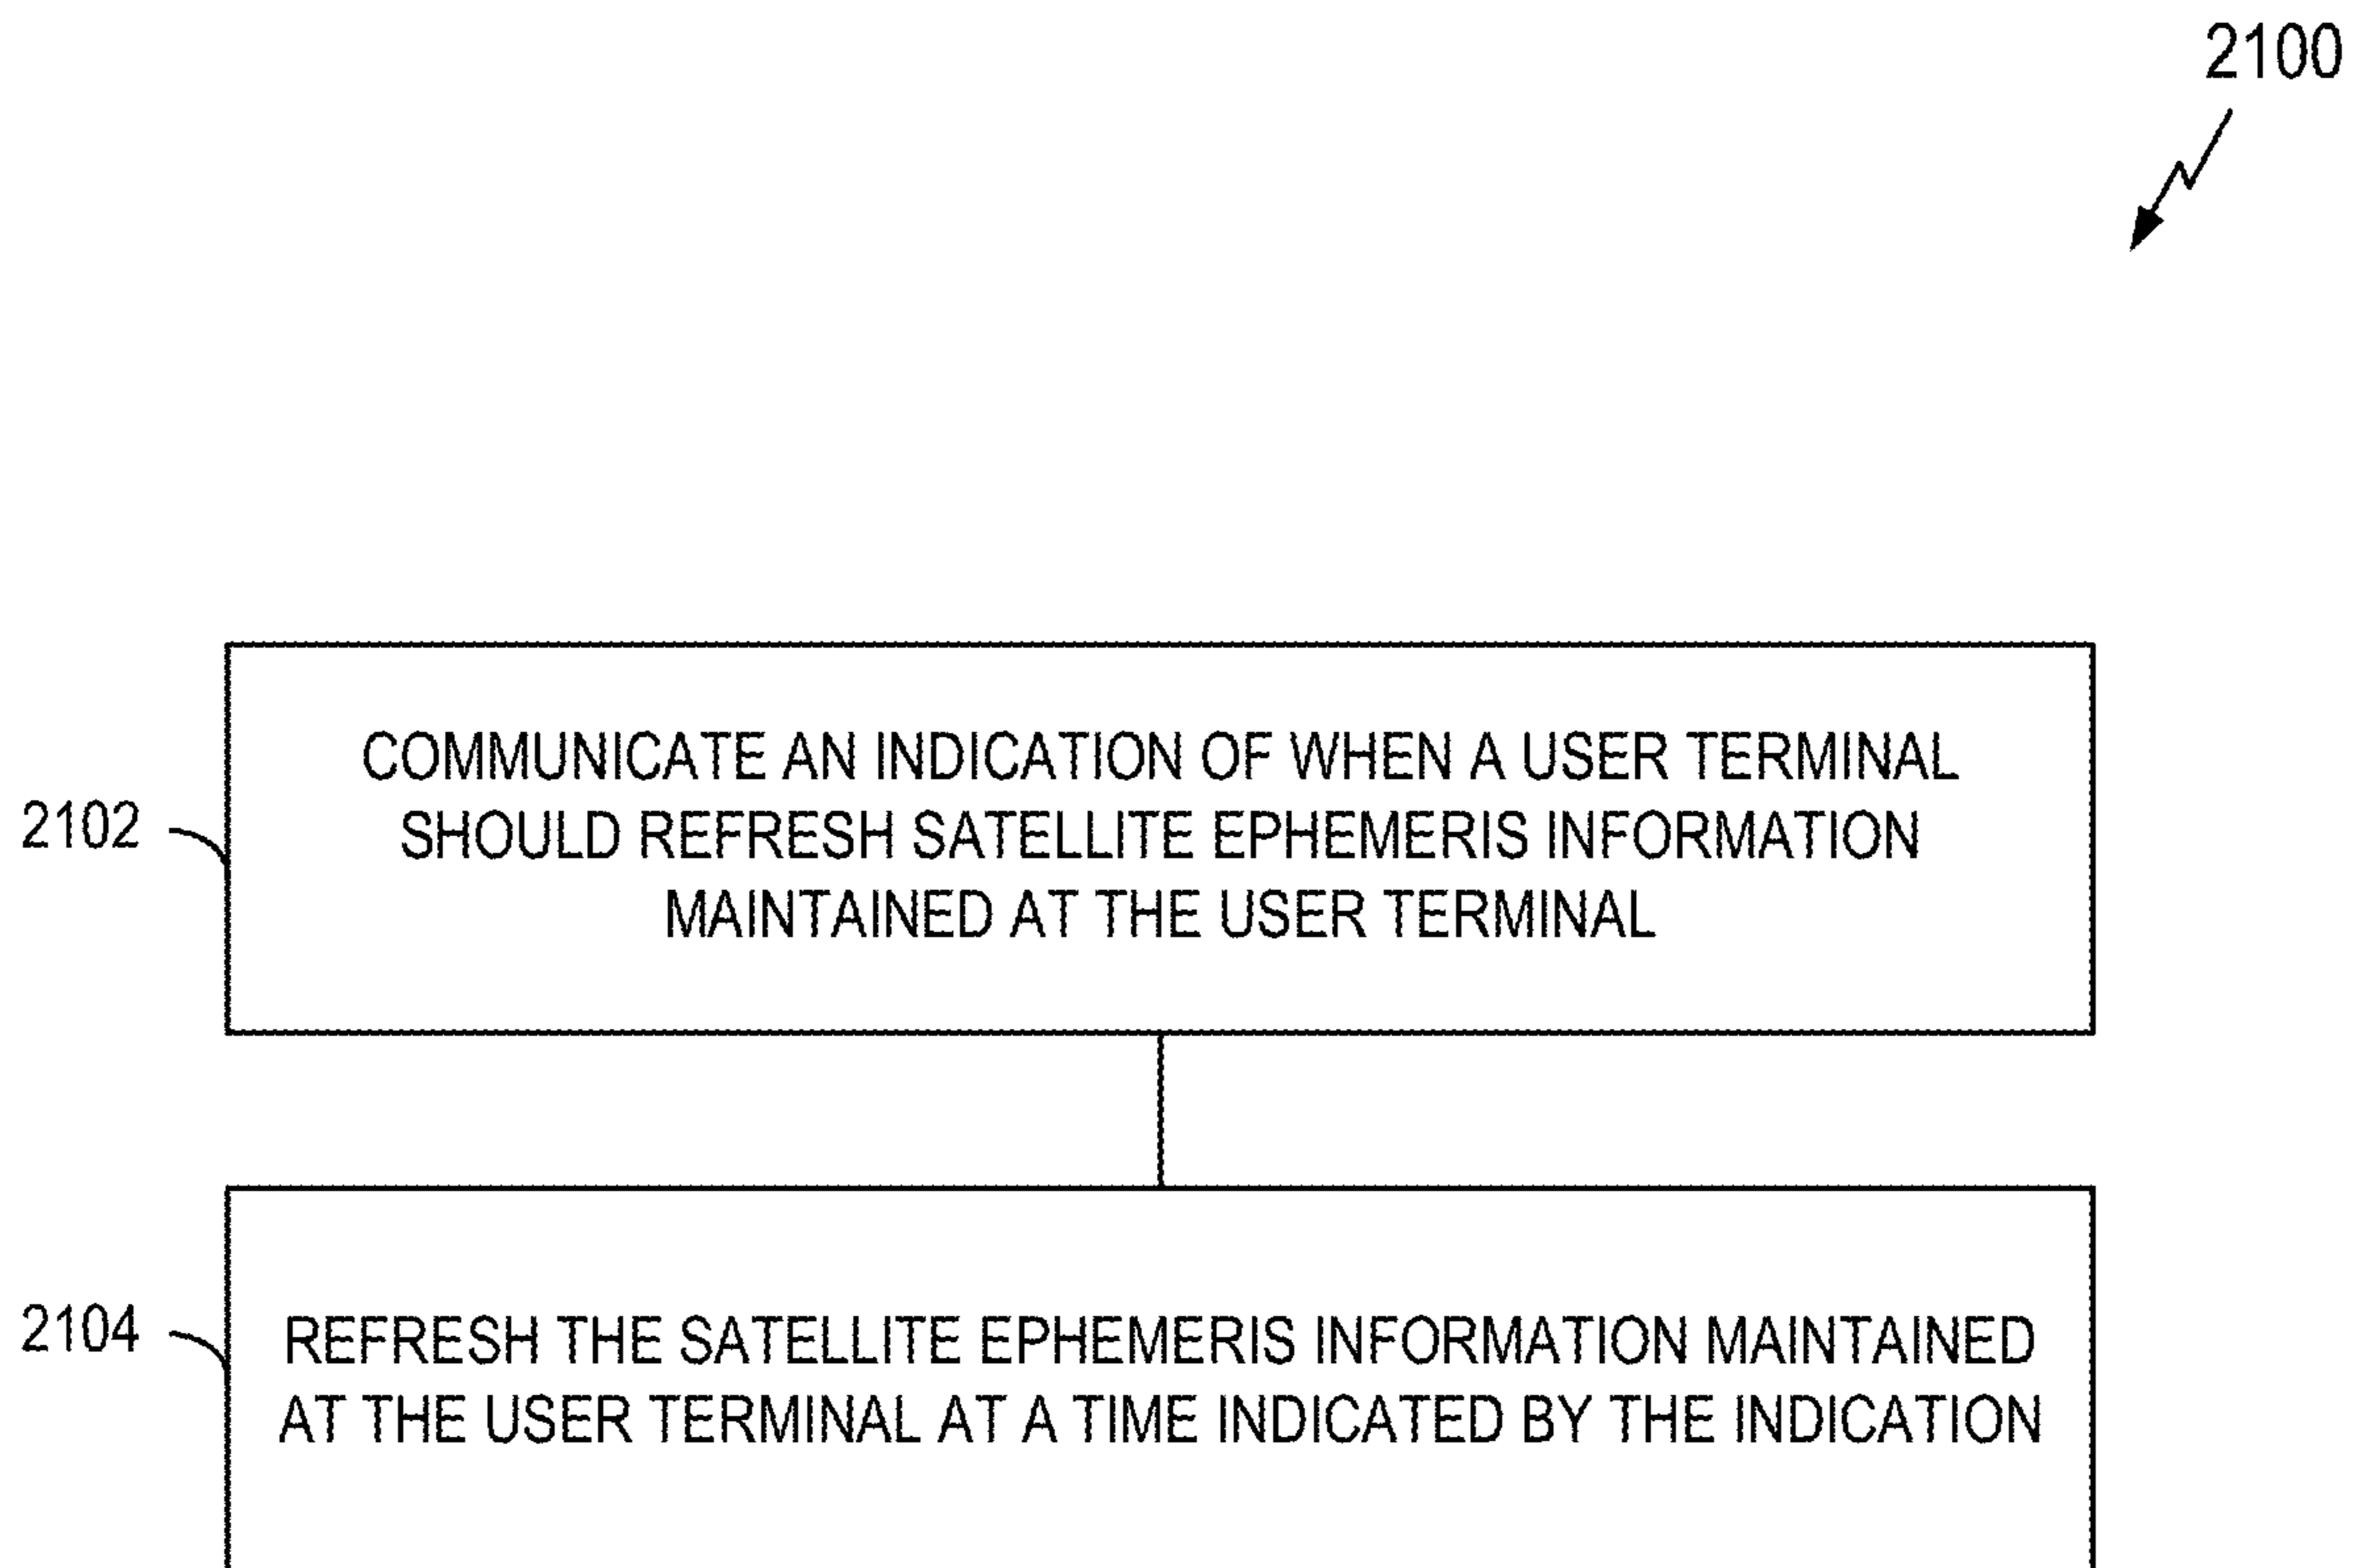 2100
COMMUNICATE AN INDICATION OF WHEN A USER TERMINAL
SHOULD REFRESH SATELLITE EPHEMERIS INFORMATION
MAINTAINED AT THE USER TERMINAL
2102
2104
REFRESH THE SATELLITE EPHEMERIS INFORMATION MAINTAINED
AT THE USER TERMINAL AT A TIME INDICATED BY THE INDICATION